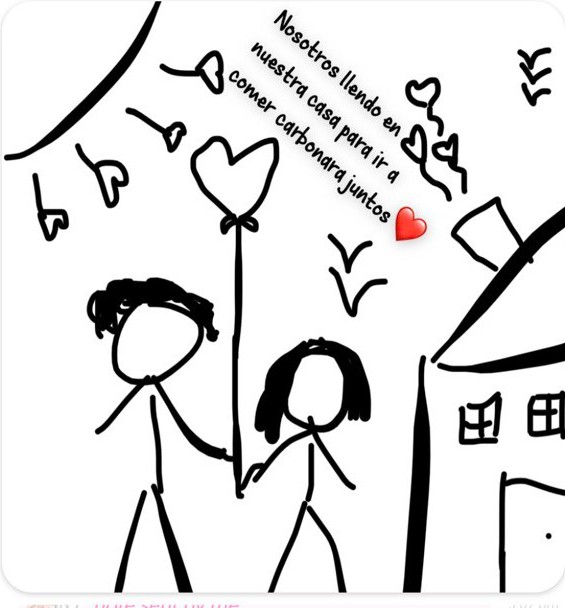 Nosotros llendo en
nuestra casa para ir a
comer carbonara juntos ❤️